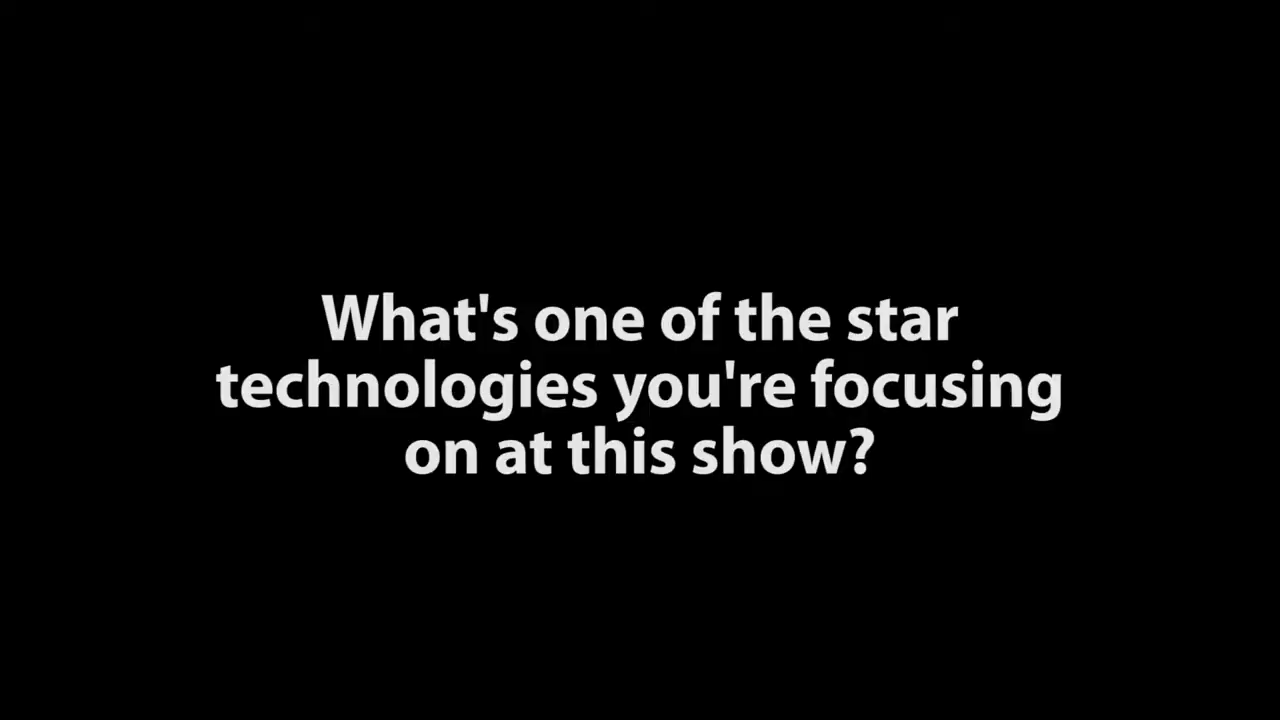 What's one of the star
technologies you're focusing
on at this show?